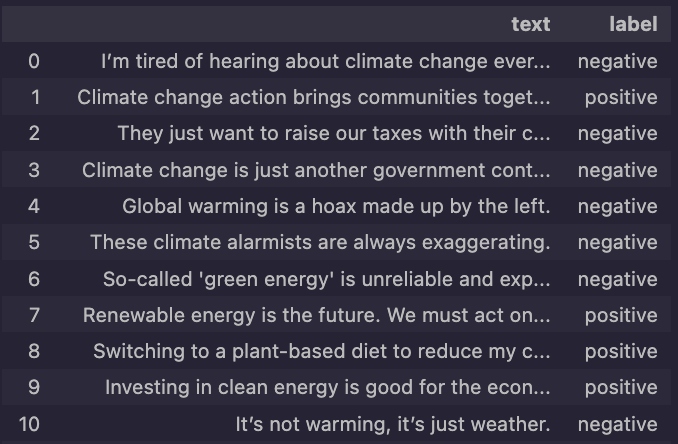 text label
0 I’m tired of hearing about climate change ever... negative
1 Climate change action brings communities toget... positive
2 They just want to raise our taxes with their c... negative
3 Climate change is just another government cont... negative
4 Global warming is a hoax made up by the left. negative
5 These climate alarmists are always exaggerating. negative
6 So-called 'green energy' is unreliable and exp... negative
7 Renewable energy is the future. We must act on... positive
8 Switching to a plant-based diet to reduce my c... positive
9 Investing in clean energy is good for the econ... positive
10 It’s not warming, it’s just weather. negative